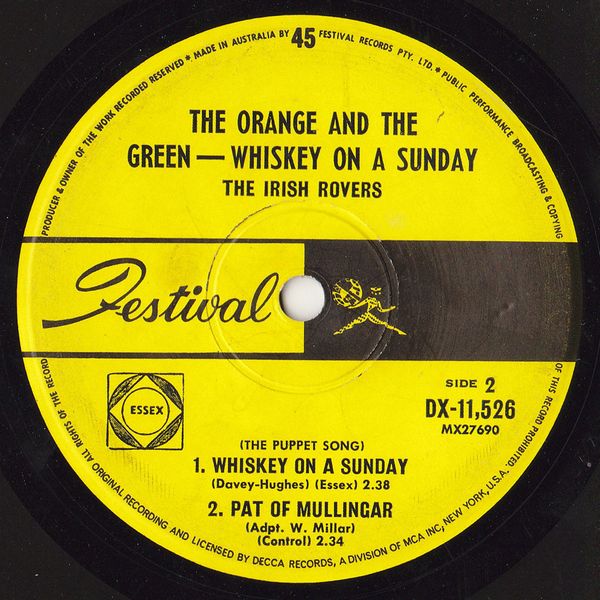 PRODUCER & OWNER OF THE WORK RECORDED RESERVED * MADE IN AUSTRALIA BY 45 FESTIVAL RECORDS PTY. LTD. * PUBLIC PERFORMANCE BROADCASTING & COPYING
THE ORANGE AND THE
GREEN — WHISKEY ON A SUNDAY
THE IRISH ROVERS
Festival
ESSEX
SIDE 2
DX-11,526
MX27690
(THE PUPPET SONG)
1. WHISKEY ON A SUNDAY
(Davey-Hughes) (Essex) 2.38
2. PAT OF MULLINGAR
(Adpt. W. Millar)
(Control) 2.34
OF THIS RECORD PROHIBITED.
ALL RIGHTS OF THE RECORD
ORIGINAL RECORDING AND LICENSED BY DECCA RECORDS, A DIVISION OF MCA INC, NEW YORK, U.S.A.